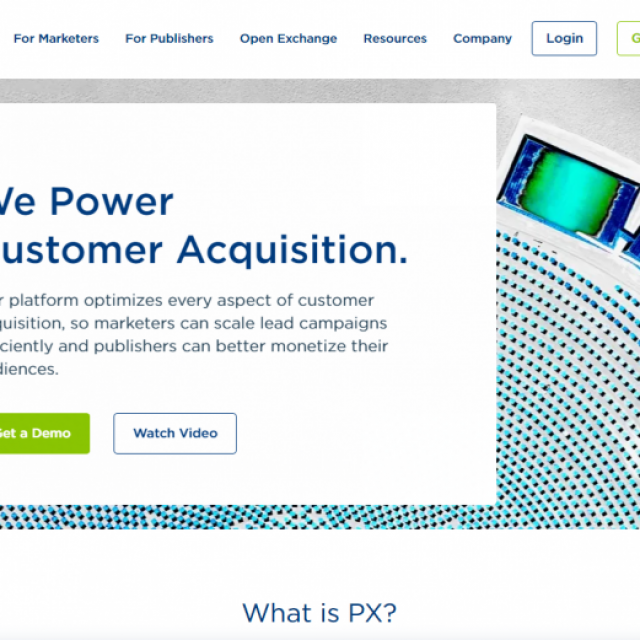 For Marketers For Publishers Open Exchange Resources Company Login G
We Power
ustomer Acquisition.
r platform optimizes every aspect of customer
quisition, so marketers can scale lead campaigns
ciently and publishers can better monetize their
diences.
Get a Demo Watch Video
What is PX?